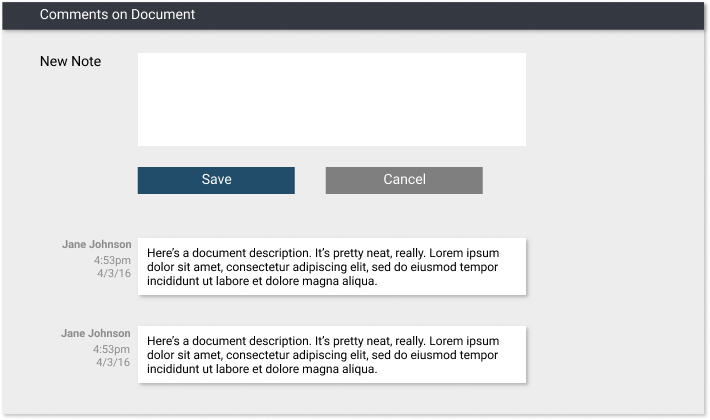 Comments on Document
New Note
Save Cancel
Jane Johnson
4:53pm
4/3/16
Here's a document description. It's pretty neat, really. Lorem ipsum
dolor sit amet, consectetur adipiscing elit, sed do eiusmod tempor
incididunt ut labore et dolore magna aliqua.
Jane Johnson
4:53pm
4/3/16
Here's a document description. It's pretty neat, really. Lorem ipsum
dolor sit amet, consectetur adipiscing elit, sed do eiusmod tempor
incididunt ut labore et dolore magna aliqua.